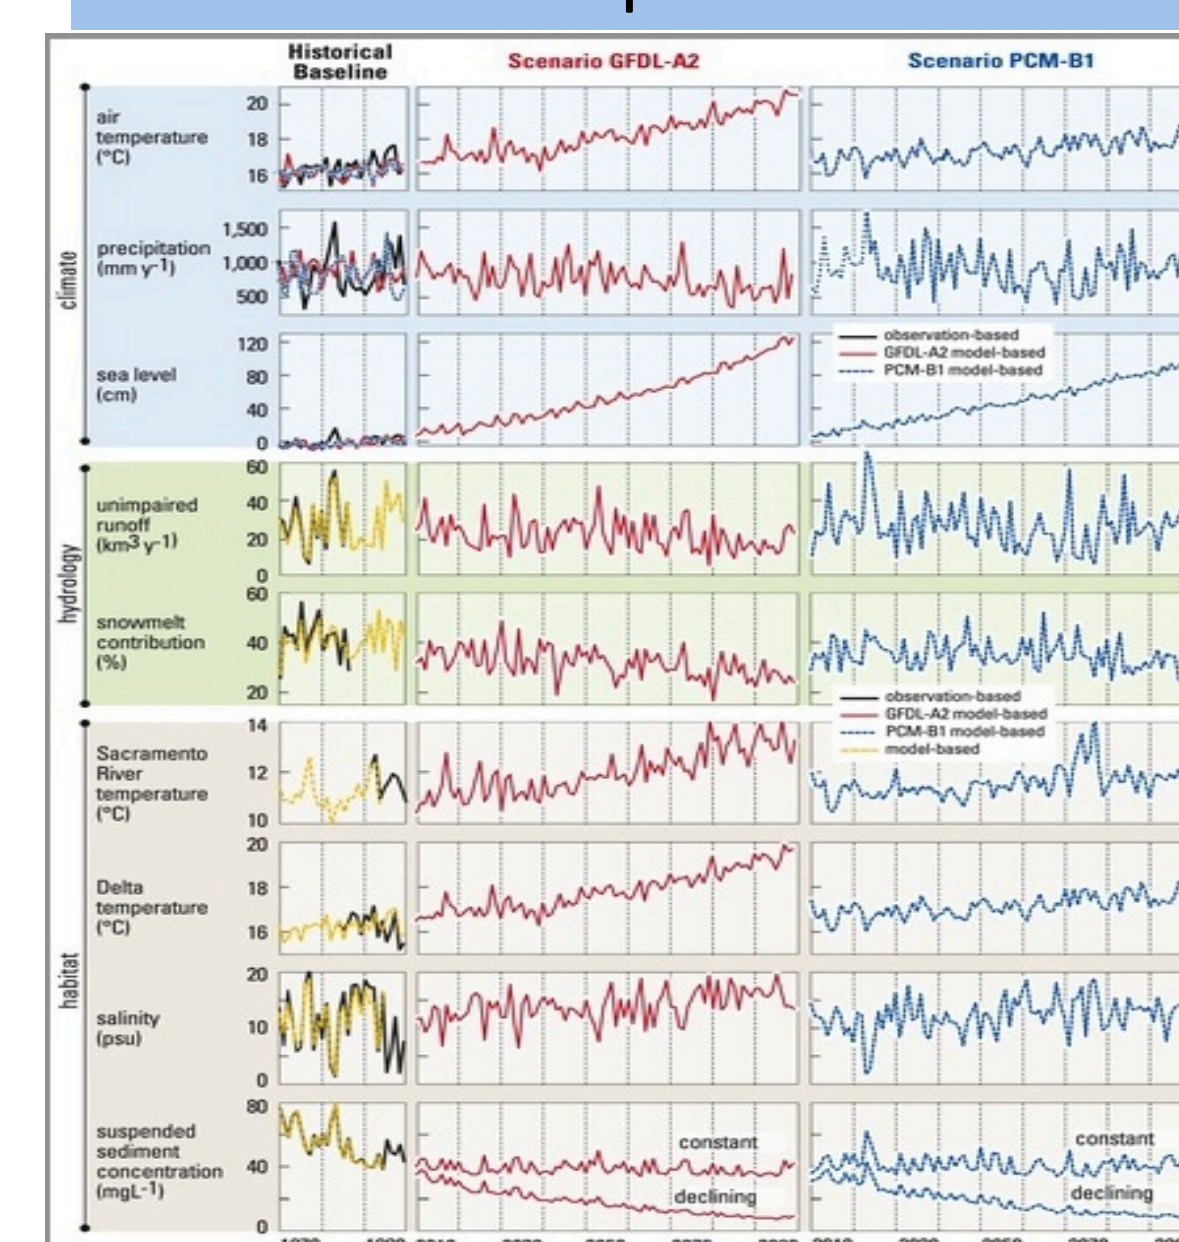 Historical
Baseline
Scenario GFDL-A2
Scenario PCM-B1
climate
air
temperature
(°C)
20
18
16
precipitation
(mm y-1)
1,500
1,000
500
sea level
(cm)
120
80
40
0
observation-based
GFDL-A2 model-based
PCM-B1 model-based
hydrology
unimpaired
runoff
(km3 y-1)
60
40
20
0
snowmelt
contribution
(%)
60
40
20
observation-based
GFDL-A2 model-based
PCM-B1 model-based
model-based
habitat
Sacramento
River
temperature
(°C)
14
12
10
Delta
temperature
(°C)
20
18
16
salinity
(psu)
20
10
0
suspended
sediment
concentration
(mgL-1)
80
40
0
constant
declining
constant
declining